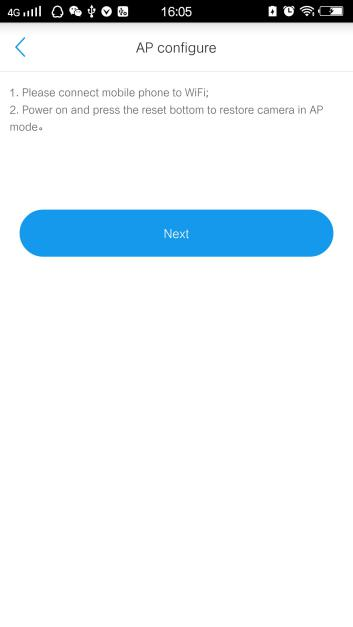 4G 16:05
AP configure
1. Please connect mobile phone to WiFi;
2. Power on and press the reset bottom to restore camera in AP
mode。
Next